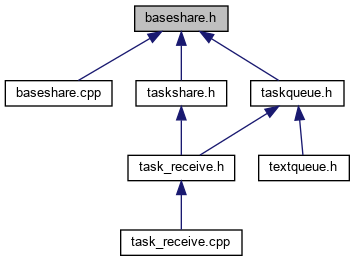 baseshare.h
baseshare.cpp
taskshare.h
taskqueue.h
task_receive.h
textqueue.h
task_receive.cpp